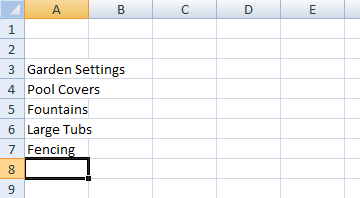 A B C D E
1
2
3 Garden Settings
4 Pool Covers
5 Fountains
6 Large Tubs
7 Fencing
8
9